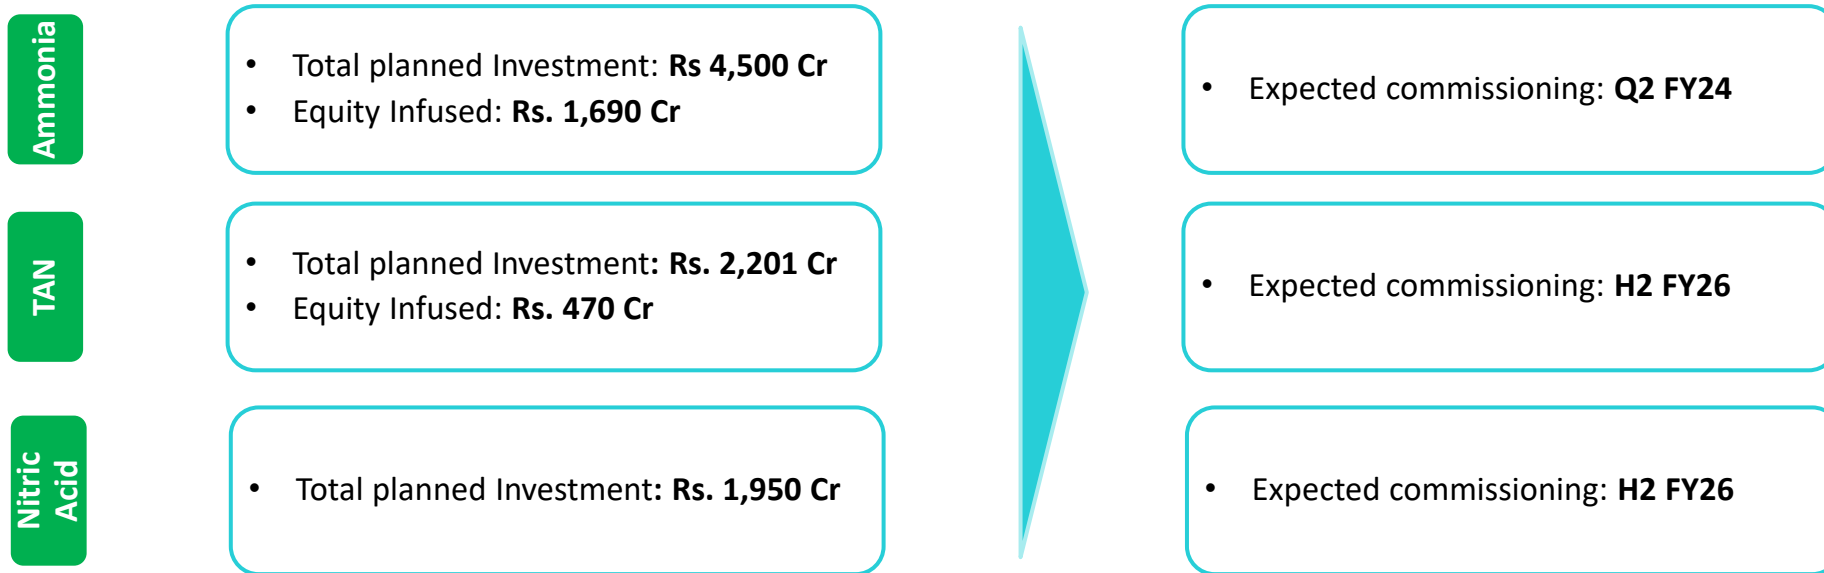 Ammonia
• Total planned Investment: Rs 4,500 Cr
• Equity Infused: Rs. 1,690 Cr
• Expected commissioning: Q2 FY24
TAN
• Total planned Investment: Rs. 2,201 Cr
• Equity Infused: Rs. 470 Cr
• Expected commissioning: H2 FY26
Nitric
Acid
• Total planned Investment: Rs. 1,950 Cr
• Expected commissioning: H2 FY26